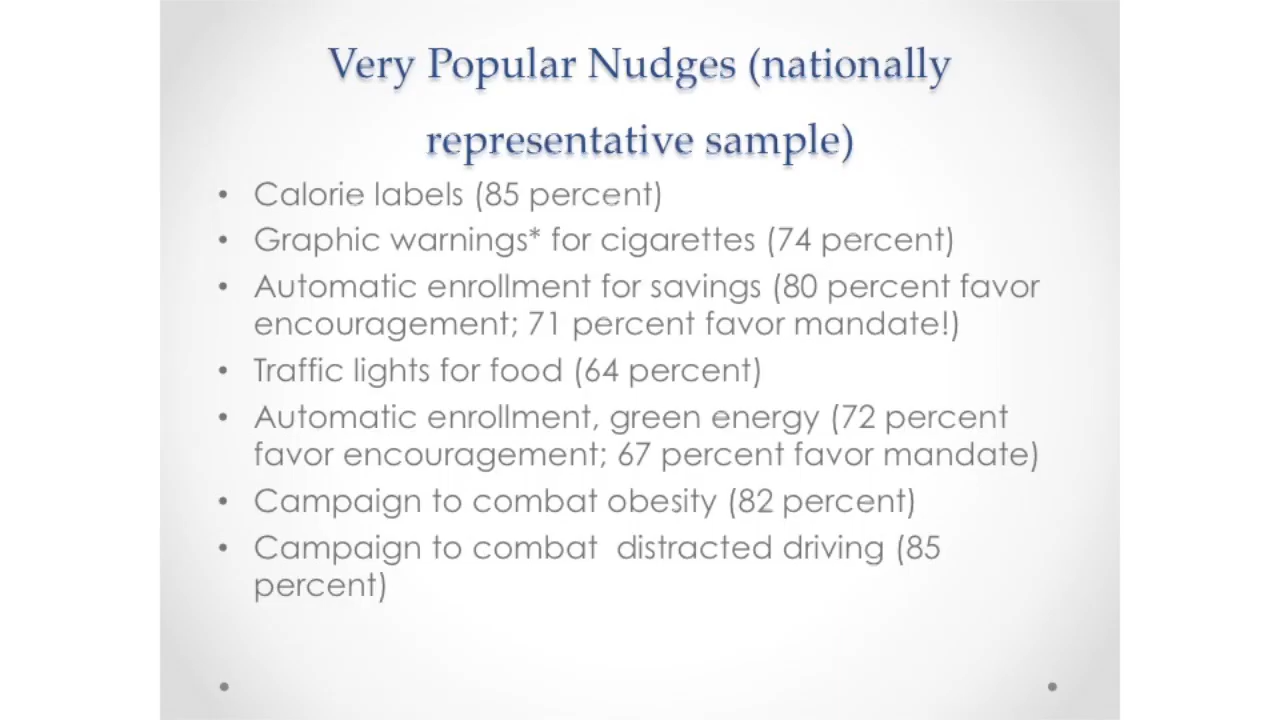 Very Popular Nudges (nationally
representative sample)
• Calorie labels (85 percent)
• Graphic warnings* for cigarettes (74 percent)
• Automatic enrollment for savings (80 percent favor
encouragement; 71 percent favor mandate!)
• Traffic lights for food (64 percent)
• Automatic enrollment, green energy (72 percent
favor encouragement; 67 percent favor mandate)
• Campaign to combat obesity (82 percent)
• Campaign to combat  distracted driving (85
percent)